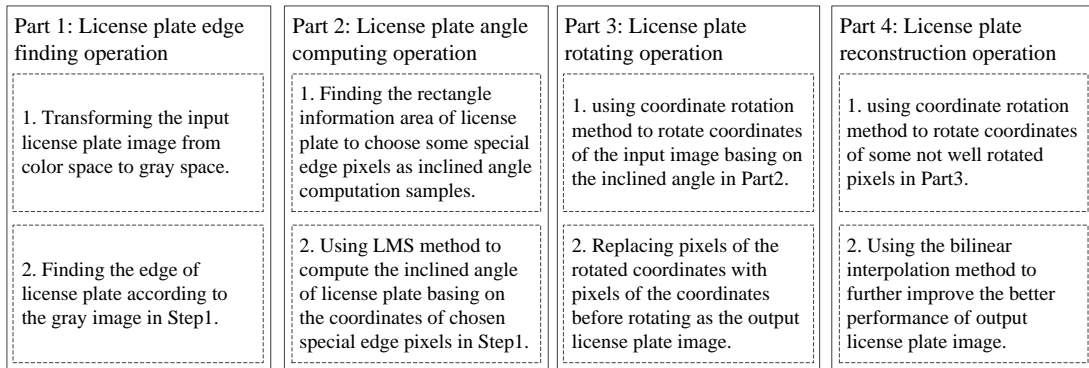 Part 1: License plate edge
finding operation
1. Transforming the input
license plate image from
color space to gray space.
2. Finding the edge of
license plate according to
the gray image in Step1.
Part 2: License plate angle
computing operation
1. Finding the rectangle
information area of license
plate to choose some special
edge pixels as inclined angle
computation samples.
2. Using LMS method to
compute the inclined angle
of license plate basing on
the coordinates of chosen
special edge pixels in Step1.
Part 3: License plate
rotating operation
1. using coordinate rotation
method to rotate coordinates
of the input image basing on
the inclined angle in Part2.
2. Replacing pixels of the
rotated coordinates with
pixels of the coordinates
before rotating as the output
license plate image.
Part 4: License plate
reconstruction operation
1. using coordinate rotation
method to rotate coordinates
of some not well rotated
pixels in Part3.
2. Using the bilinear
interpolation method to
further improve the better
performance of output
license plate image.